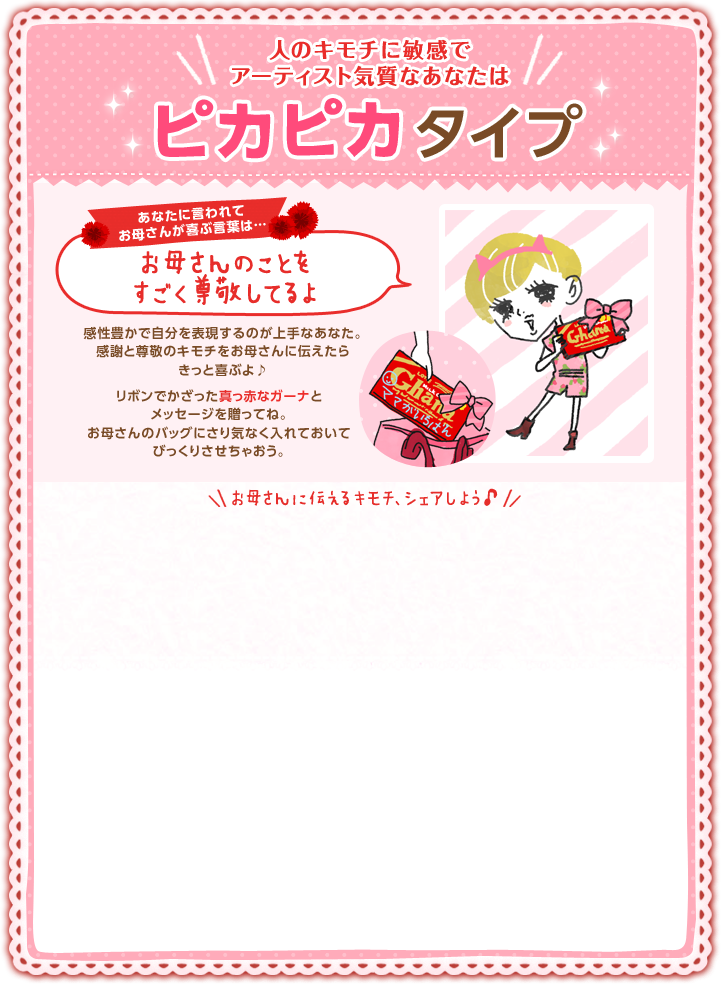 人のキモチに敏感で
アーティスト気質なあなたは
ピカピカタイプ
あなたに言われて
お母さんが喜ぶ言葉は…
お母さんのことを
すごく尊敬してるよ
感性豊かで自分を表現するのが上手なあなた。
感謝と尊敬のキモチをお母さんに伝えたら
きっと喜ぶよ♪
リボンでかざった真っ赤なガーナと
メッセージを贈ってね。
お母さんのバッグにさり気なく入れておいて
びっくりさせちゃおう。
Ghana
Ghana
ママがいちばん
お母さんに伝えるキモチ、シェアしよう♪